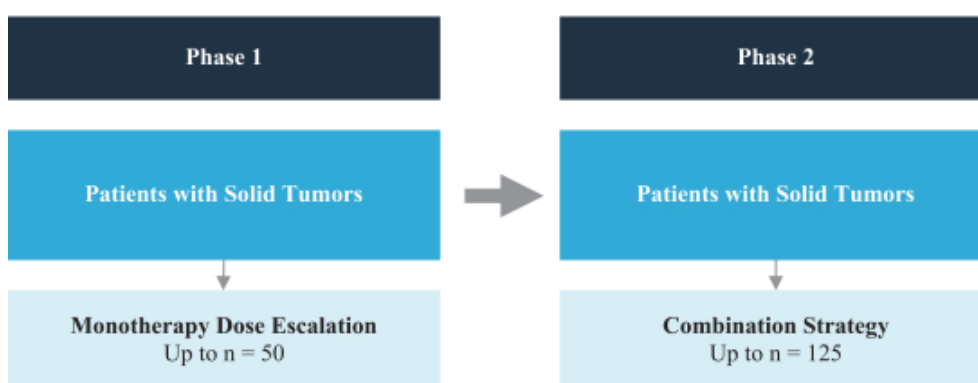 Phase 1
Patients with Solid Tumors
Monotherapy Dose Escalation
Up to n = 50
Phase 2
Patients with Solid Tumors
Combination Strategy
Up to n = 125